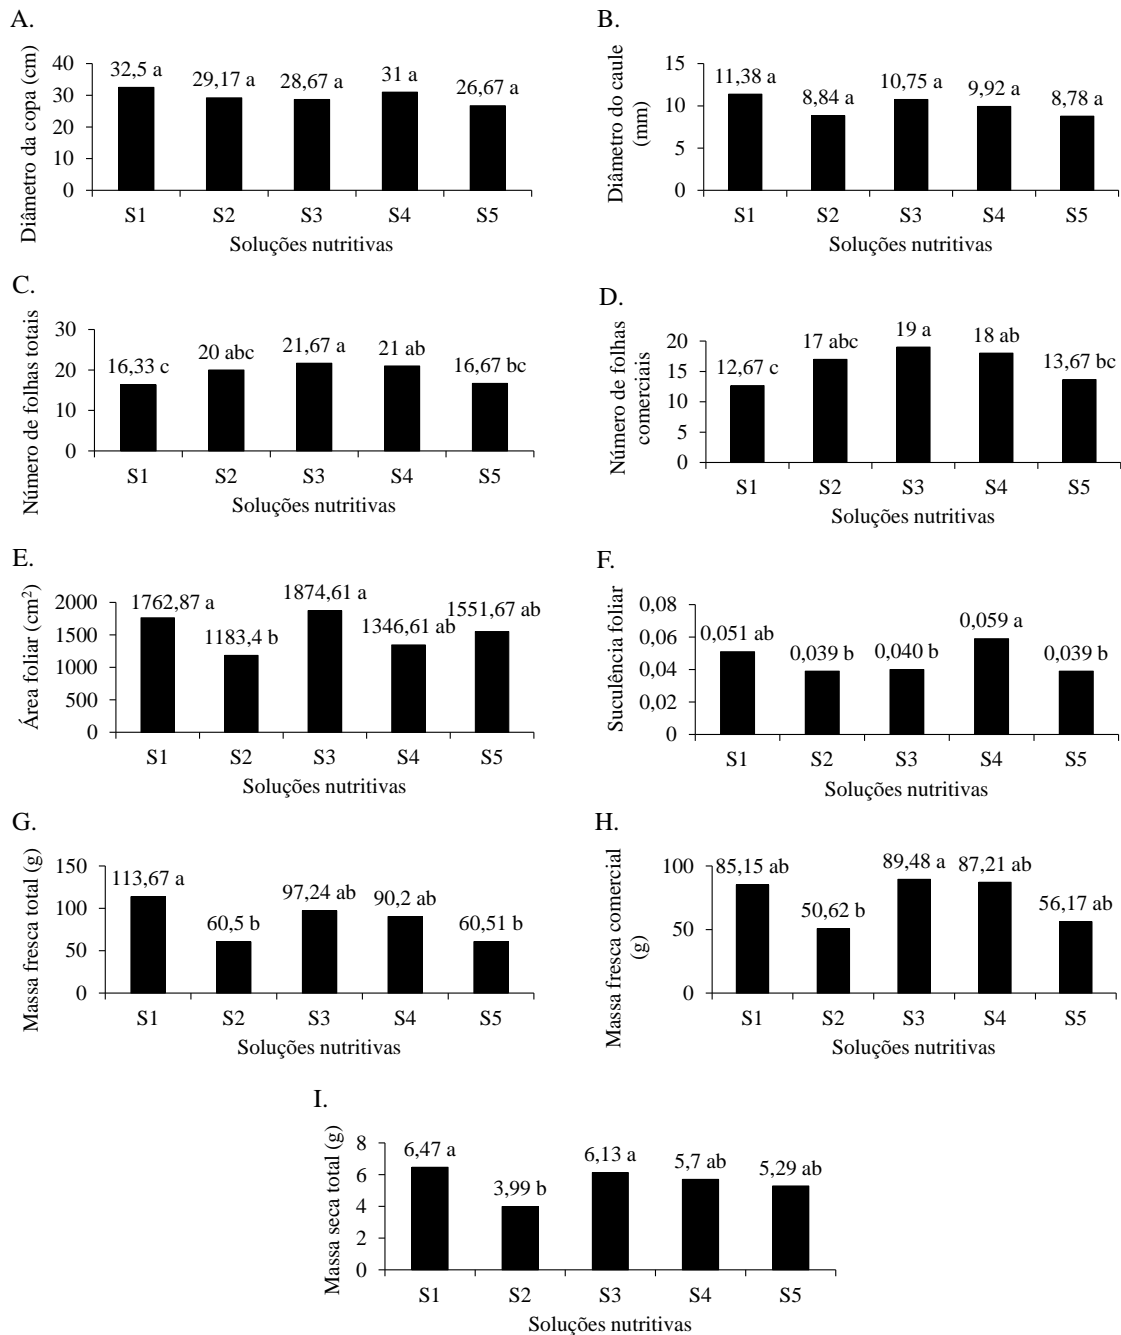 A.
Diâmetro da copa (cm)
40
30
20
10
0
32,5 a
29,17 a
28,67 a
31 a
26,67 a
S1
S2
S3
S4
S5
Soluções nutritivas
B.
Diâmetro do caule
(mm)
15
10
5
0
11,38 a
8,84 a
10,75 a
9,92 a
8,78 a
S1
S2
S3
S4
S5
Soluções nutritivas
C.
Número de folhas totais
30
20
10
0
16,33 c
20 abc
21,67 a
21 ab
16,67 bc
S1
S2
S3
S4
S5
Soluções nutritivas
D.
Número de folhas
comerciais
20
15
10
5
0
12,67 c
17 abc
19 a
18 ab
13,67 bc
S1
S2
S3
S4
S5
Soluções nutritivas
E.
Área foliar (cm²)
2000
1500
1000
500
0
1762,87 a
1183,4 b
1874,61 a
1346,61 ab
1551,67 ab
S1
S2
S3
S4
S5
Soluções nutritivas
F.
Suculência foliar
0,08
0,06
0,04
0,02
0
0,051 ab
0,039 b
0,040 b
0,059 a
0,039 b
S1
S2
S3
S4
S5
Soluções nutritivas
G.
Massa fresca total (g)
150
100
50
0
113,67 a
60,5 b
97,24 ab
90,2 ab
60,51 b
S1
S2
S3
S4
S5
Soluções nutritivas
H.
Massa fresca comercial
(g)
100
50
0
85,15 ab
50,62 b
89,48 a
87,21 ab
56,17 ab
S1
S2
S3
S4
S5
Soluções nutritivas
I.
Massa seca total (g)
8
6
4
2
0
6,47 a
3,99 b
6,13 a
5,7 ab
5,29 ab
S1
S2
S3
S4
S5
Soluções nutritivas